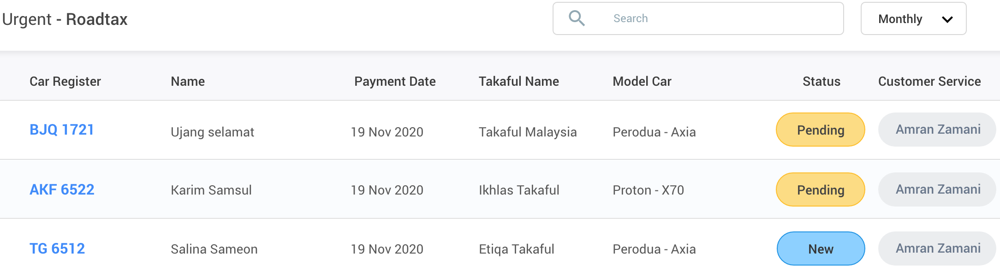 Urgent - Roadtax
Search
Monthly
Car Register Name Payment Date Takaful Name Model Car Status Customer Service
BJQ 1721 Ujang selamat 19 Nov 2020 Takaful Malaysia Perodua - Axia Pending Amran Zamani
AKF 6522 Karim Samsul 19 Nov 2020 Ikhlas Takaful Proton - X70 Pending Amran Zamani
TG 6512 Salina Sameon 19 Nov 2020 Etiqa Takaful Perodua - Axia New Amran Zamani